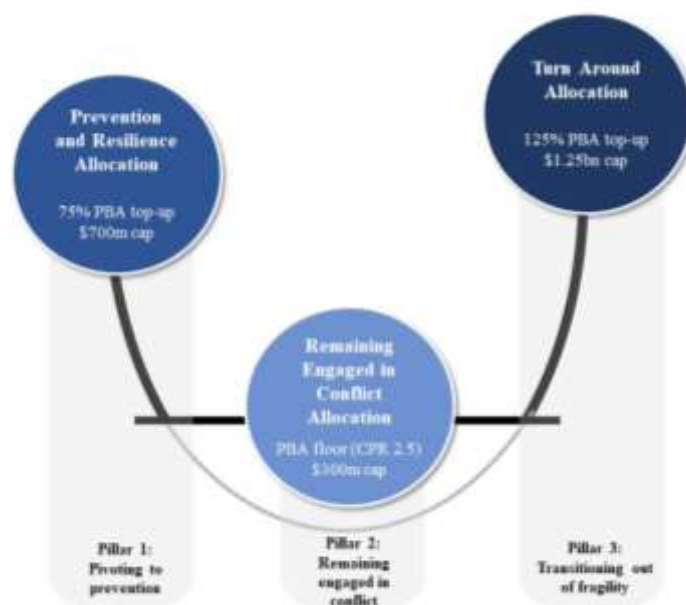 Prevention
and Resilience
Allocation
75% PBA top-up
$700m cap
Turn Around
Allocation
125% PBA top-up
$1.25bn cap
Remaining
Engaged in
Conflict
Allocation
PBA floor (CPR 2.5)
$300m cap
Pillar 1:
Pivoting to
prevention
Pillar 2:
Remaining
engaged in
conflict
Pillar 3:
Transitioning out
of fragility